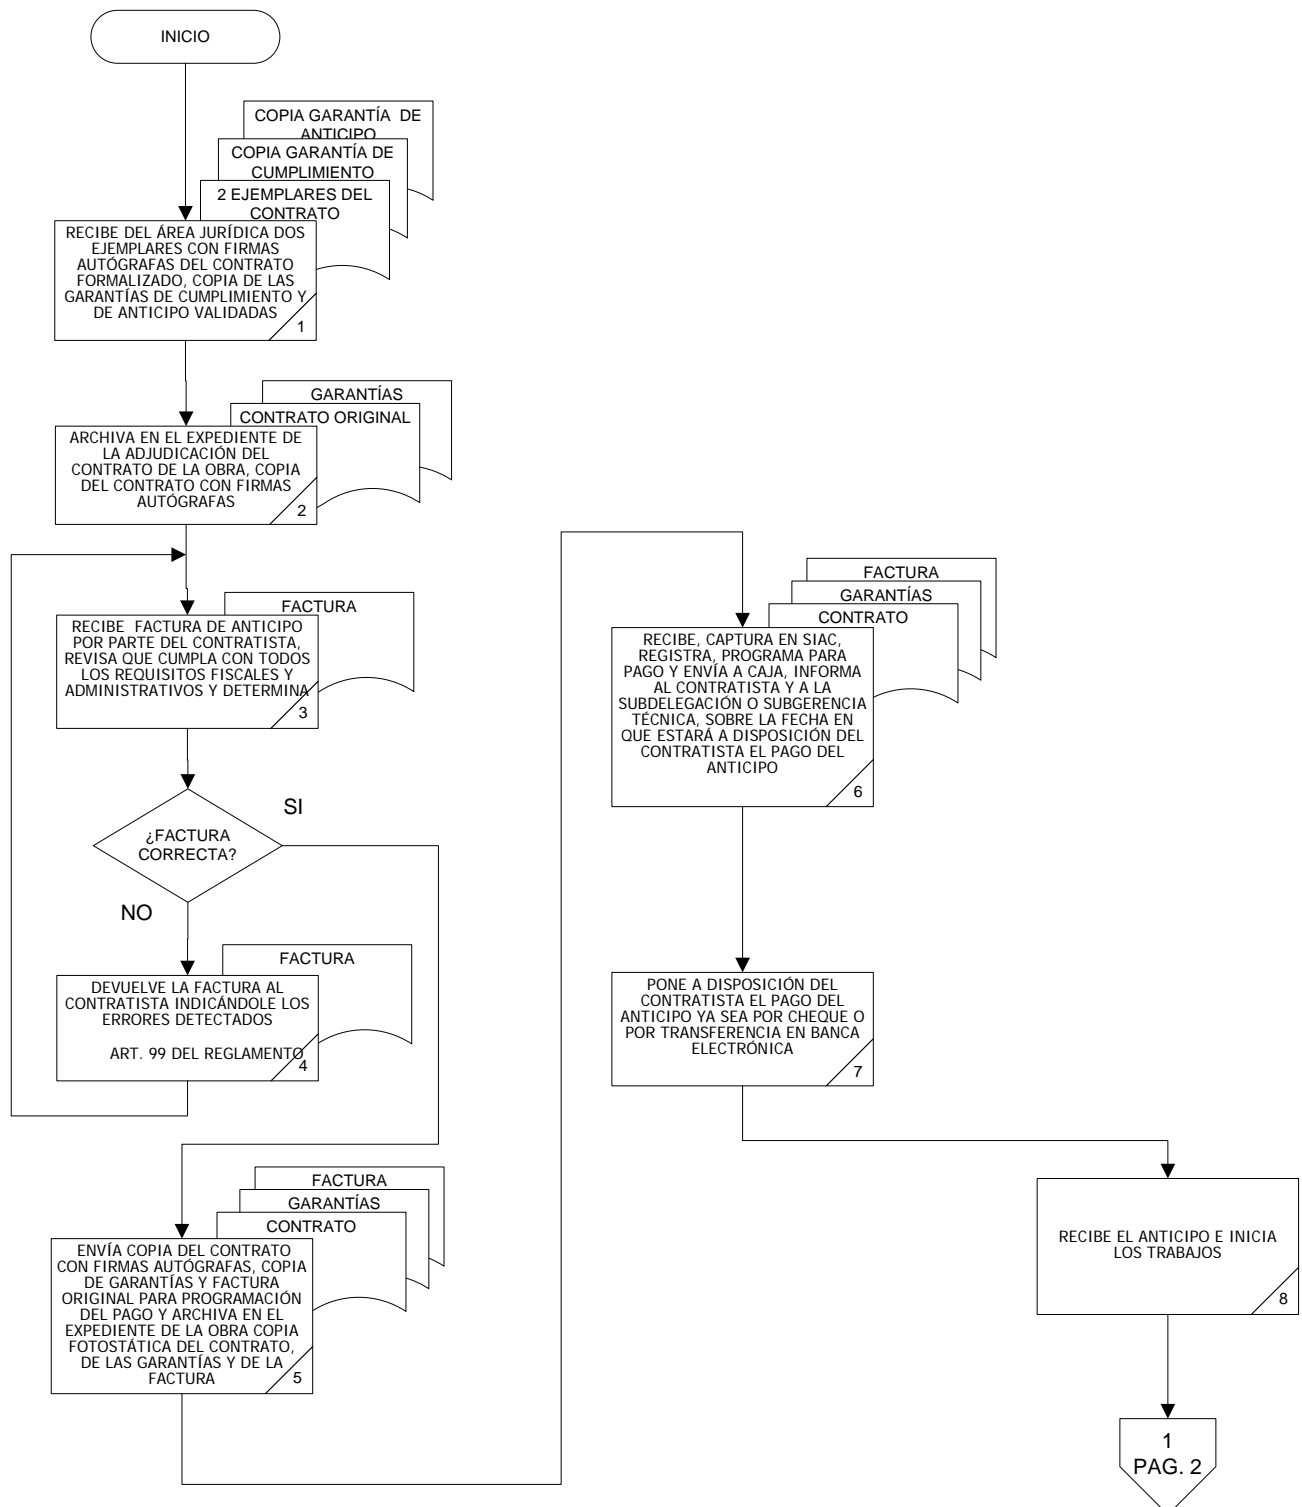 INICIO
COPIA GARANTÍA DE
ANTICIPO
COPIA GARANTÍA DE
CUMPLIMIENTO
2 EJEMPLARES DEL
CONTRATO
RECIBE DEL ÁREA JURÍDICA DOS
EJEMPLARES CON FIRMAS
AUTÓGRAFAS DEL CONTRATO
FORMALIZADO, COPIA DE LAS
GARANTÍAS DE CUMPLIMIENTO Y
DE ANTICIPO VALIDADAS
1
GARANTÍAS
CONTRATO ORIGINAL
ARCHIVA EN EL EXPEDIENTE DE
LA ADJUDICACIÓN DEL
CONTRATO DE LA OBRA, COPIA
DEL CONTRATO CON FIRMAS
AUTÓGRAFAS
2
FACTURA
RECIBE FACTURA DE ANTICIPO
POR PARTE DEL CONTRATISTA,
REVISA QUE CUMPLA CON TODOS
LOS REQUISITOS FISCALES Y
ADMINISTRATIVOS Y DETERMINA
3
¿FACTURA
CORRECTA?
SI
NO
FACTURA
DEVUELVE LA FACTURA AL
CONTRATISTA INDICÁNDOLE LOS
ERRORES DETECTADOS
ART. 99 DEL REGLAMENTO
4
FACTURA
GARANTÍAS
CONTRATO
ENVÍA COPIA DEL CONTRATO
CON FIRMAS AUTÓGRAFAS, COPIA
DE GARANTÍAS Y FACTURA
ORIGINAL PARA PROGRAMACIÓN
DEL PAGO Y ARCHIVA EN EL
EXPEDIENTE DE LA OBRA COPIA
FOTOSTÁTICA DEL CONTRATO,
DE LAS GARANTÍAS Y DE LA
FACTURA
5
FACTURA
GARANTÍAS
CONTRATO
RECIBE, CAPTURA EN SIAC,
REGISTRA, PROGRAMA PARA
PAGO Y ENVÍA A CAJA, INFORMA
AL CONTRATISTA Y A LA
SUBDELEGACIÓN O SUBGERENCIA
TÉCNICA, SOBRE LA FECHA EN
QUE ESTARÁ A DISPOSICIÓN DEL
CONTRATISTA EL PAGO DEL
ANTICIPO
6
PONE A DISPOSICIÓN DEL
CONTRATISTA EL PAGO DEL
ANTICIPO YA SEA POR CHEQUE O
POR TRANSFERENCIA EN BANCA
ELECTRÓNICA
7
RECIBE EL ANTICIPO E INICIA
LOS TRABAJOS
8
1
PAG. 2